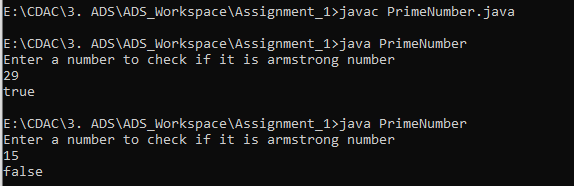 E:\CDAC\3. ADS\ADS_Workspace\Assignment_1>javac PrimeNumber.java
E:\CDAC\3. ADS\ADS_Workspace\Assignment_1>java PrimeNumber
Enter a number to check if it is armstrong number
29
true
E:\CDAC\3. ADS\ADS_Workspace\Assignment_1>java PrimeNumber
Enter a number to check if it is armstrong number
15
false